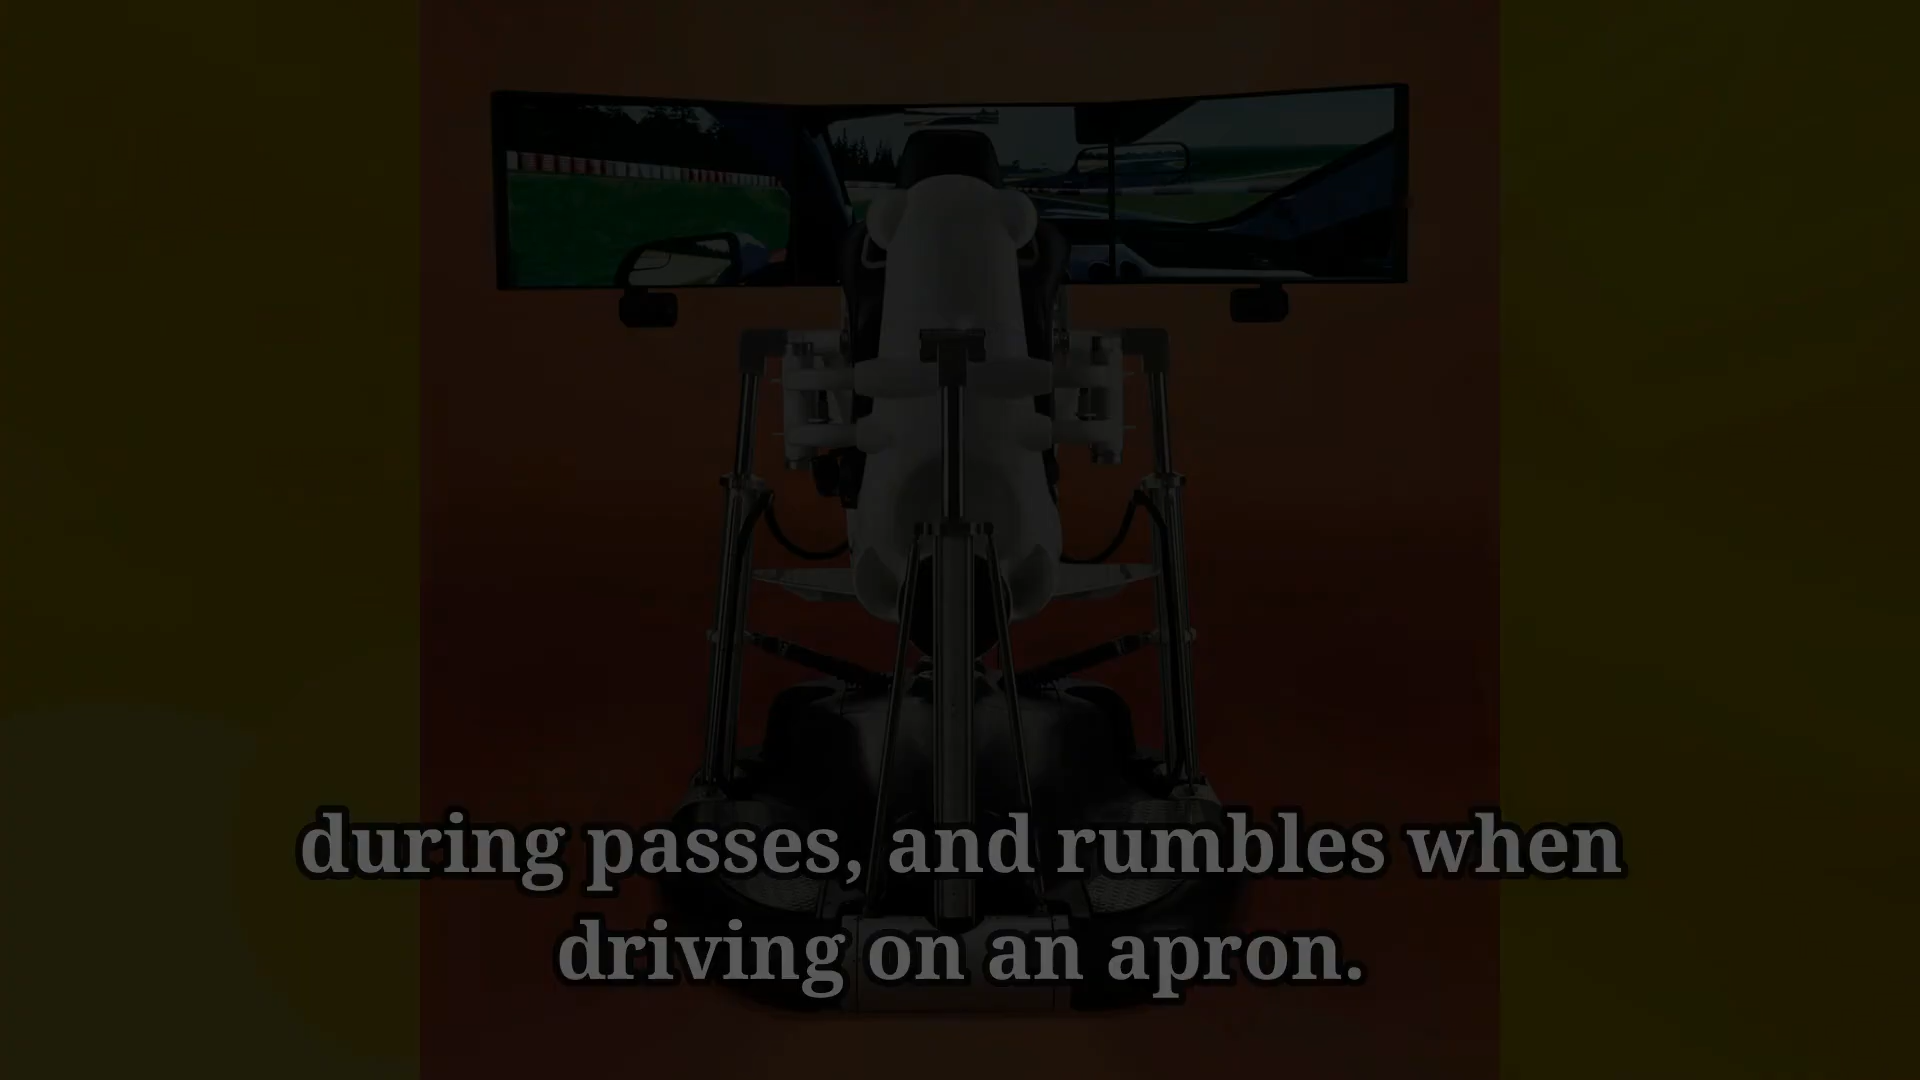 during passes, and rumbles when
driving on an apron.